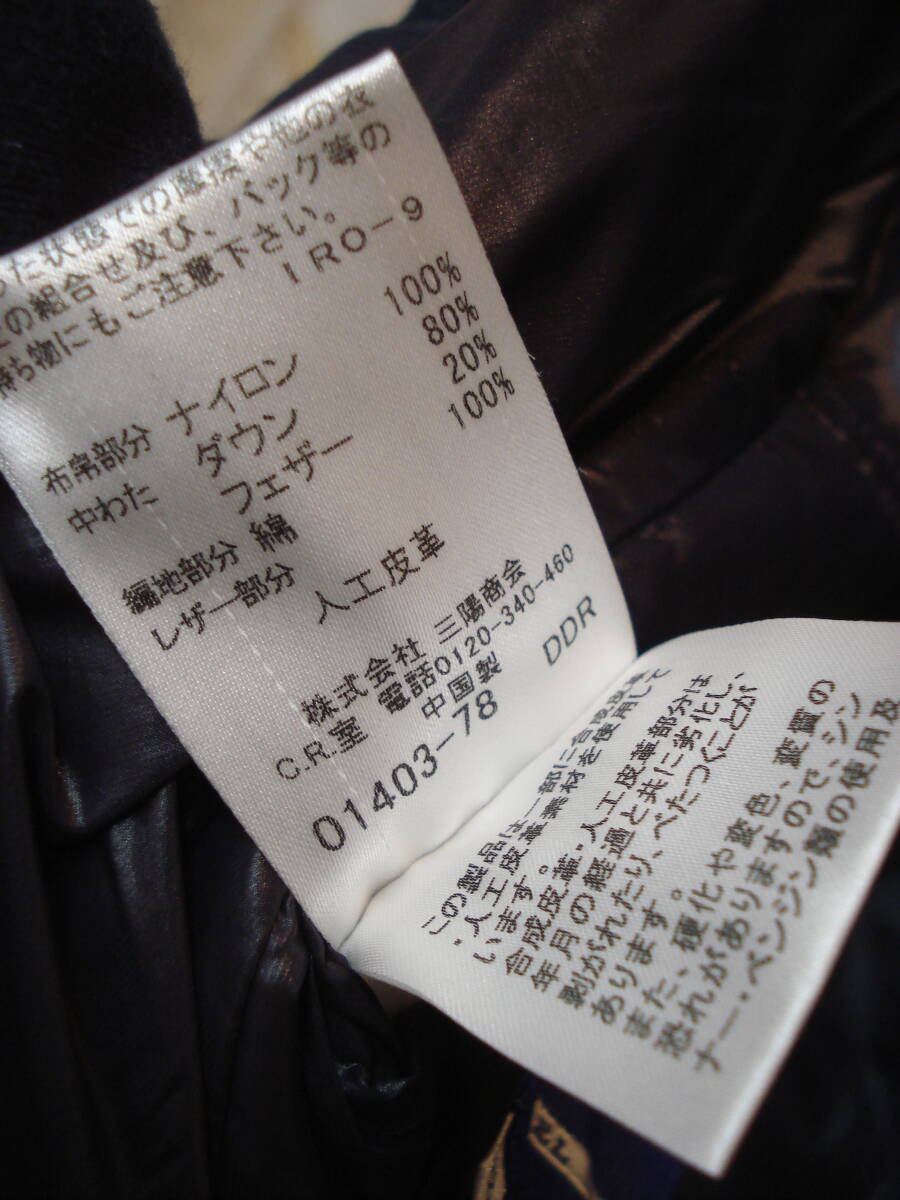 った状態での摩擦や他の衣
の組合せ及び、バック等の
持ち物にもご注意下さい。
IRO-9
布帛部分 ナイロン 100%
中わた ダウン 80%
フェザー 20%
編地部分 綿 100%
レザー部分
人工皮革
株式会社 三陽商会
C.R.室 電話0120-340-460
中国製
DDR
01403-78
この製品は一部に合成皮革
・人工皮革素材を使用して
います。
合成皮革・人工皮革部分は
年月の経過と共に劣化し、
剥がれたり、べたつくことが
あります。
また、硬化や変色、変質の
恐れがありますので、シン
ナー・ベンジン類の使用及